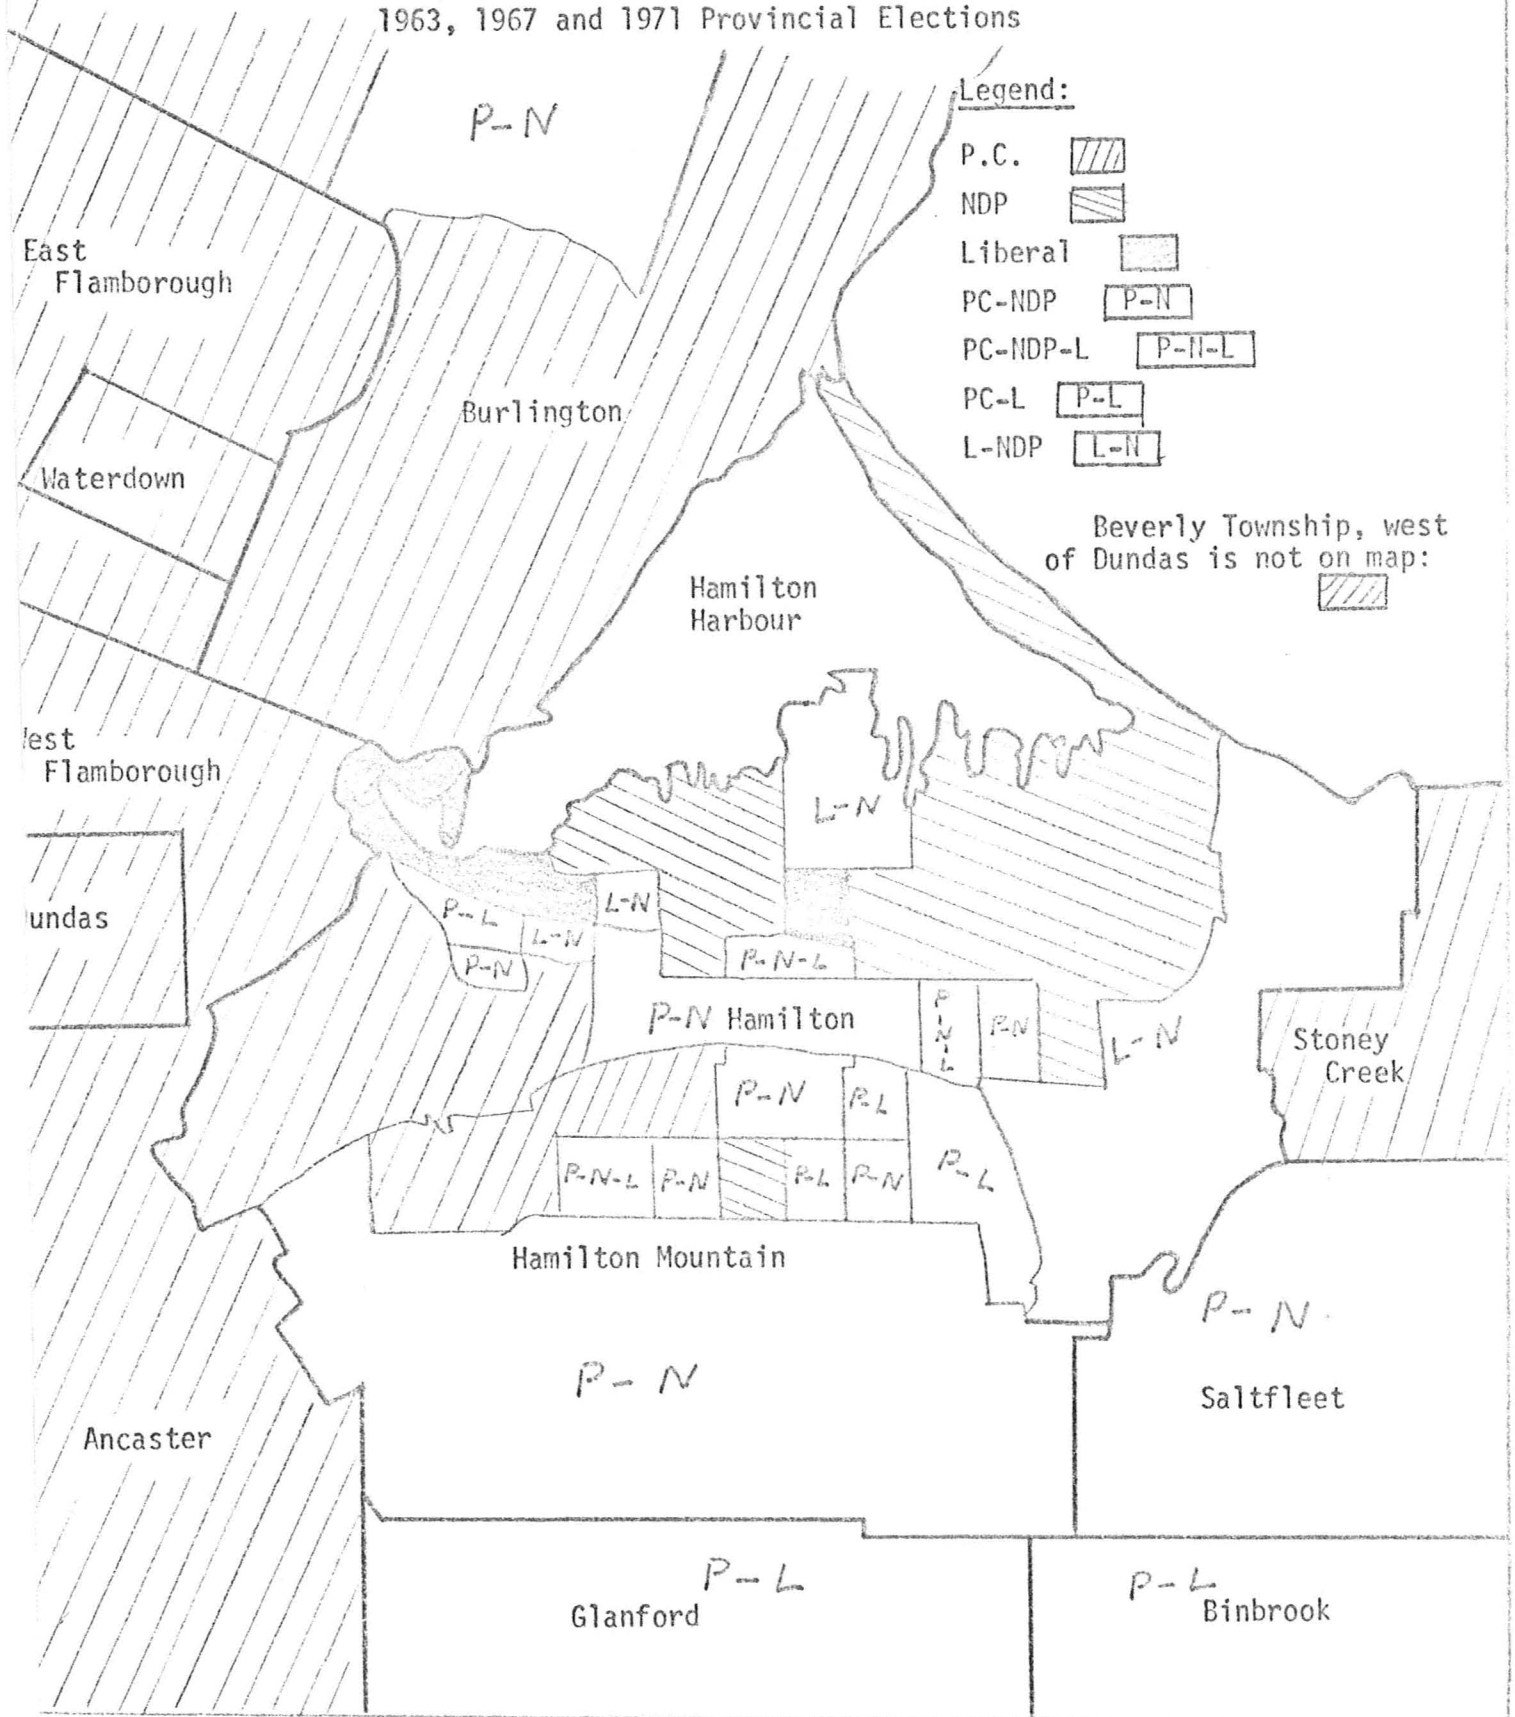 1963, 1967 and 1971 Provincial Elections
P-N
Legend:
P.C.
NDP
Liberal
PC-NDP P-N
PC-NDP-L P-N-L
PC-L P-L
L-NDP L-N
East
Flamborough
Waterdown
Burlington
Beverly Township, west
of Dundas is not on map:
Hamilton
Harbour
est
Flamborough
undas
L-N
L-N
P-L
L-N
P-N
P-N-L
P-N Hamilton
P-N-L
P-N
L-N
Stoney
Creek
P-N
P-L
P-N-L
P-N
P-L
P-N
P-L
Hamilton Mountain
P-N
P-N
Saltfleet
Ancaster
P-L
Glanford
P-L
Binbrook